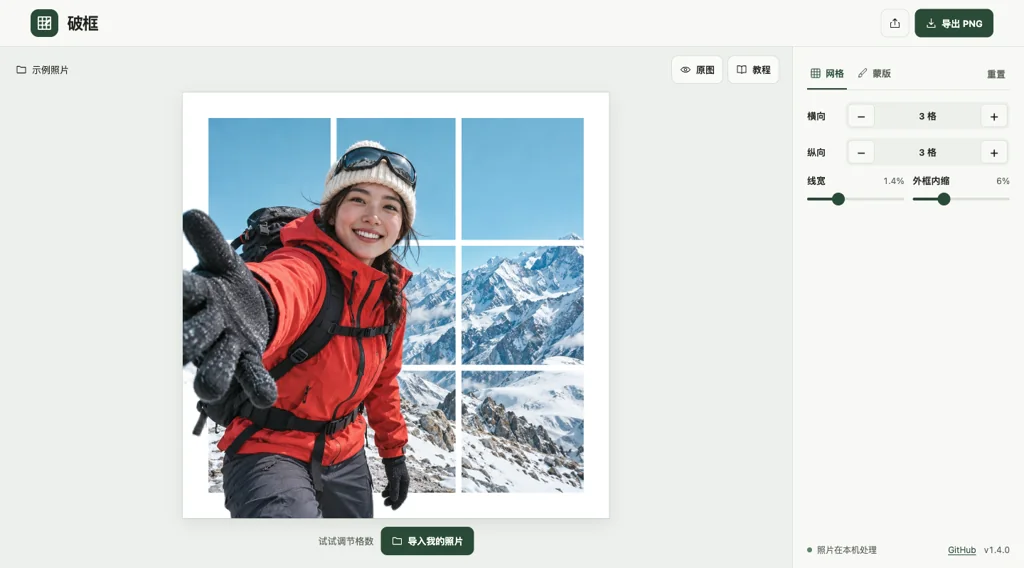 破框
导出 PNG
示例照片
原图
教程
网格
蒙版
重置
横向
3 格
纵向
3 格
线宽
1.4%
外框内缩
6%
试试调节格数
导入我的照片
照片在本机处理
GitHub
v1.4.0